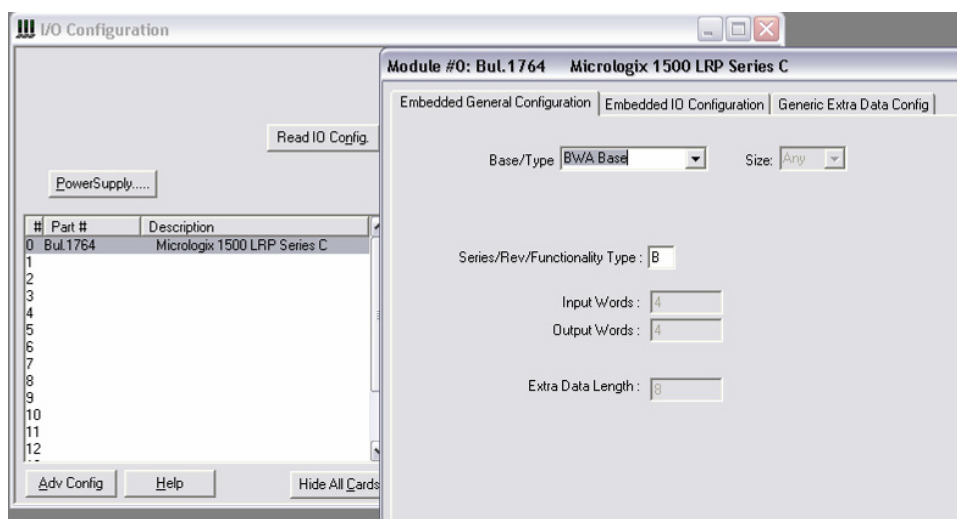 I/O Configuration
Read IO Config.
PowerSupply.....
# Part # Description
0 Bul.1764 Micrologix 1500 LRP Series C
1
2
3
4
5
6
7
8
9
10
11
12
Adv Config Help Hide All Cards
Module #0: Bul.1764 Micrologix 1500 LRP Series C
Embedded General Configuration Embedded IO Configuration Generic Extra Data Config
Base/Type BWA Base Size: Any
Series/Rev/Functionality Type : B
Input Words : 4
Output Words : 4
Extra Data Length : 8